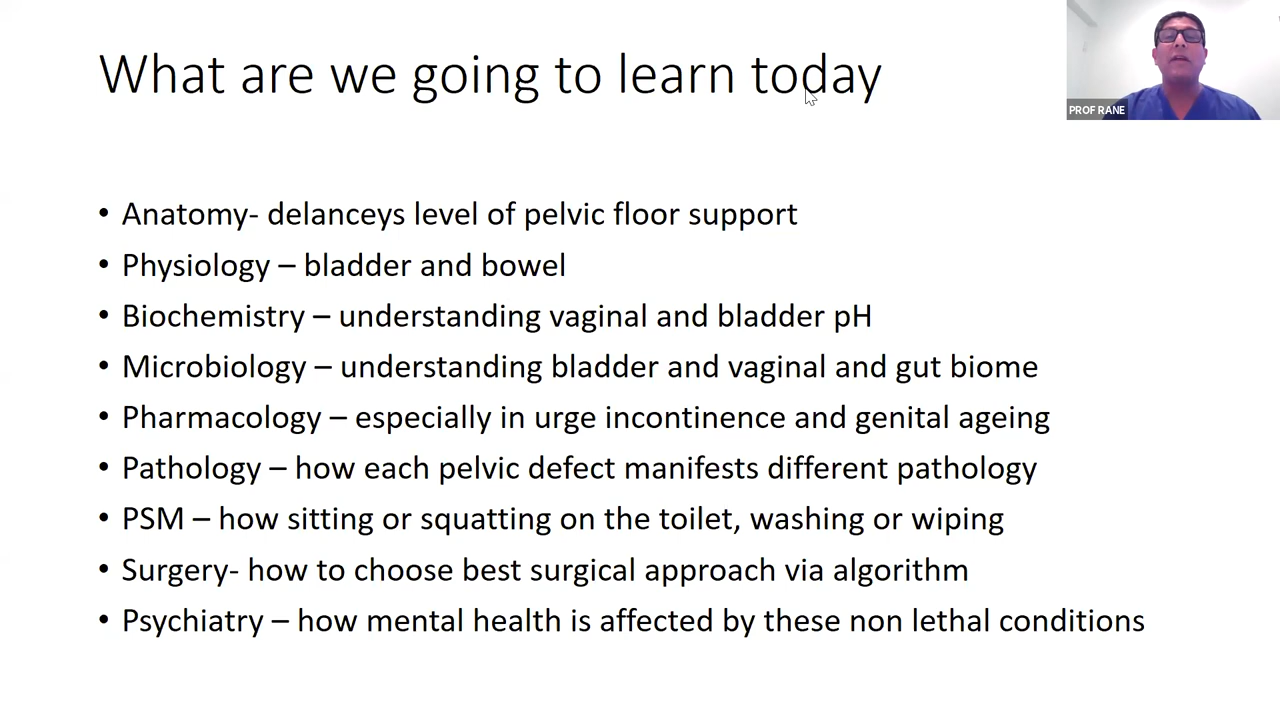 What are we going to learn today
PROF RANE
• Anatomy- delanceys level of pelvic floor support
• Physiology – bladder and bowel
• Biochemistry – understanding vaginal and bladder pH
• Microbiology – understanding bladder and vaginal and gut biome
• Pharmacology – especially in urge incontinence and genital ageing
• Pathology – how each pelvic defect manifests different pathology
• PSM – how sitting or squatting on the toilet, washing or wiping
• Surgery- how to choose best surgical approach via algorithm
• Psychiatry – how mental health is affected by these non lethal conditions